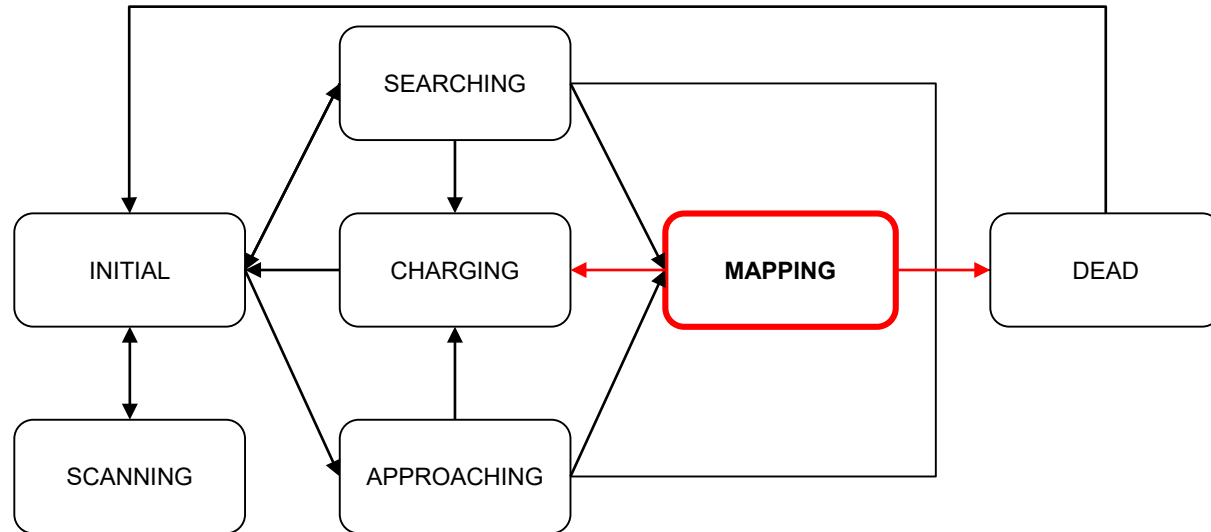 SEARCHING
INITIAL
CHARGING
MAPPING
DEAD
SCANNING
APPROACHING